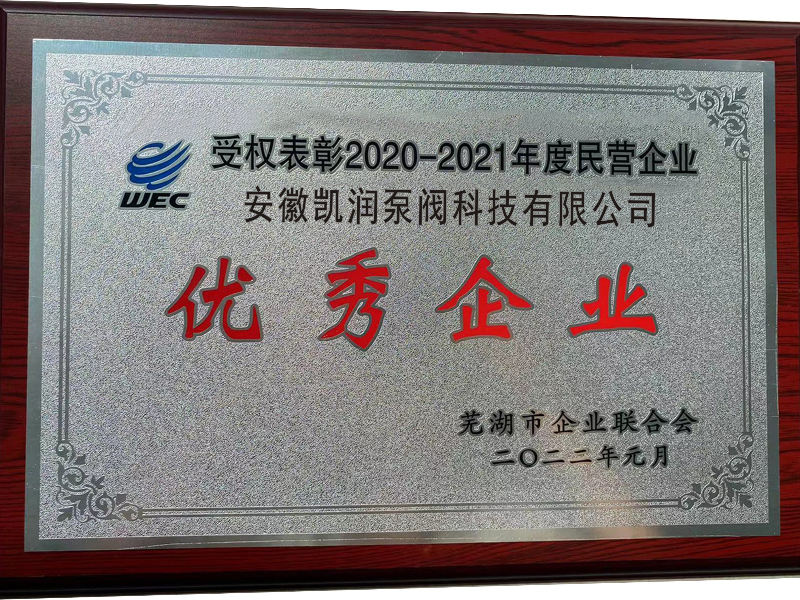 受权表彰2020-2021年度民营企业
WEC
安徽凯润泵阀科技有限公司
优秀企业
芜湖市企业联合会
二〇二二年元月